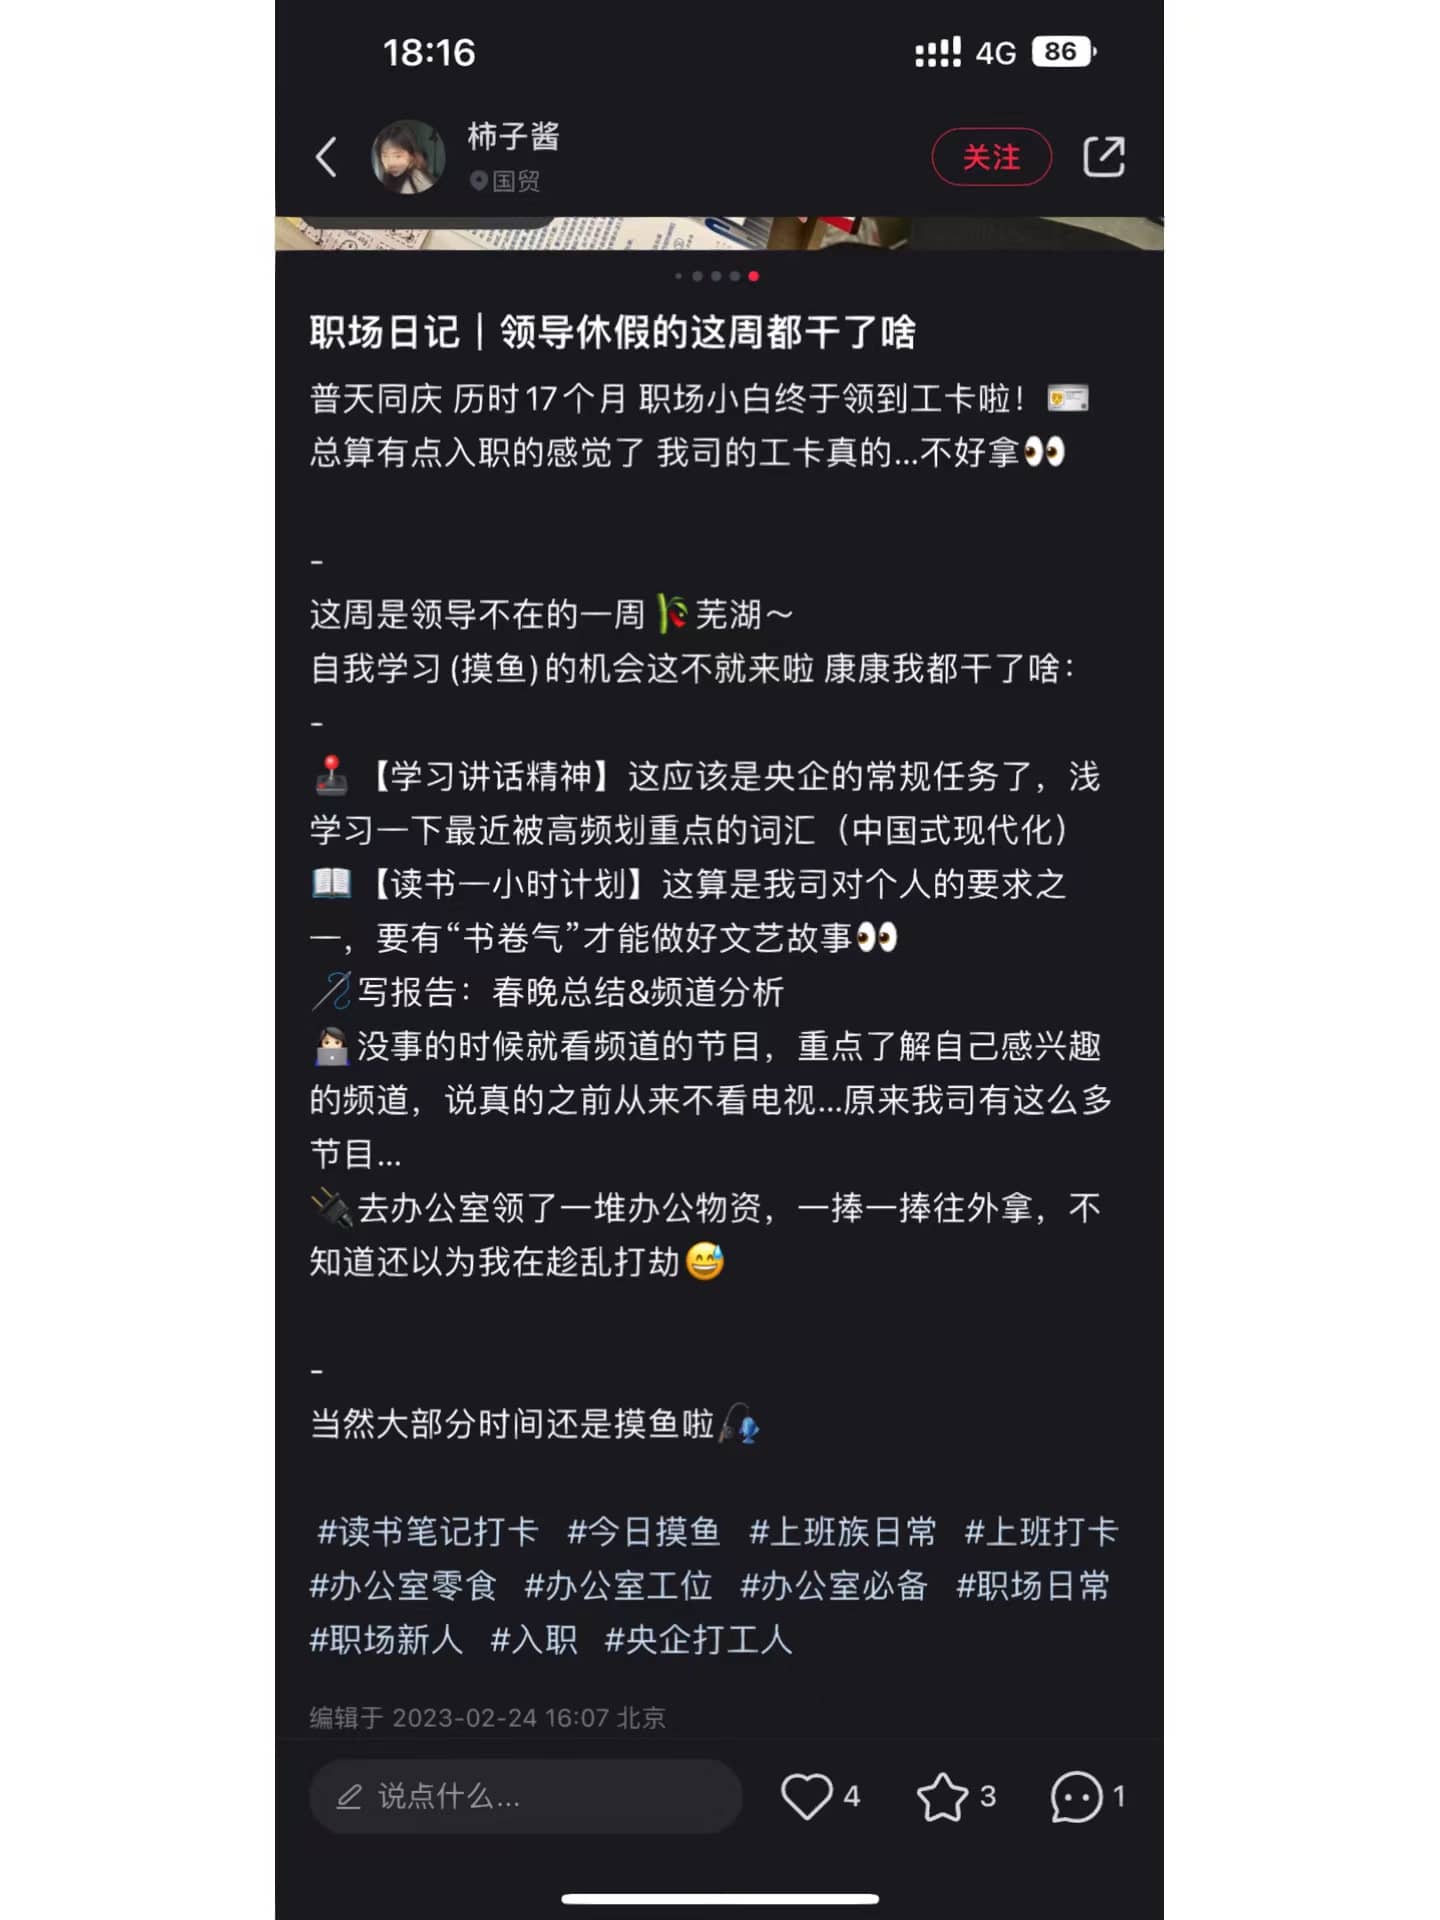 18:16
4G 86
柿子酱
国贸
关注
职场日记｜领导休假的这周都干了啥
普天同庆 历时17个月 职场小白终于领到工卡啦！🪪
总算有点入职的感觉了 我司的工卡真的...不好拿👀
-
这周是领导不在的一周🎋芜湖～
自我学习(摸鱼)的机会这不就来啦 康康我都干了啥：
-
🕹️【学习讲话精神】这应该是央企的常规任务了，浅
学习一下最近被高频划重点的词汇（中国式现代化）
📖【读书一小时计划】这算是我司对个人的要求之
一，要有“书卷气”才能做好文艺故事👀
🪡写报告：春晚总结&频道分析
👩🏻‍💻没事的时候就看频道的节目，重点了解自己感兴趣
的频道，说真的之前从来不看电视...原来我司有这么多
节目...
🔌去办公室领了一堆办公物资，一捧一捧往外拿，不
知道还以为我在趁乱打劫😅
-
当然大部分时间还是摸鱼啦🎣
#读书笔记打卡 #今日摸鱼 #上班族日常 #上班打卡
#办公室零食 #办公室工位 #办公室必备 #职场日常
#职场新人 #入职 #央企打工人
编辑于 2023-02-24 16:07 北京
说点什么... 4 3 1